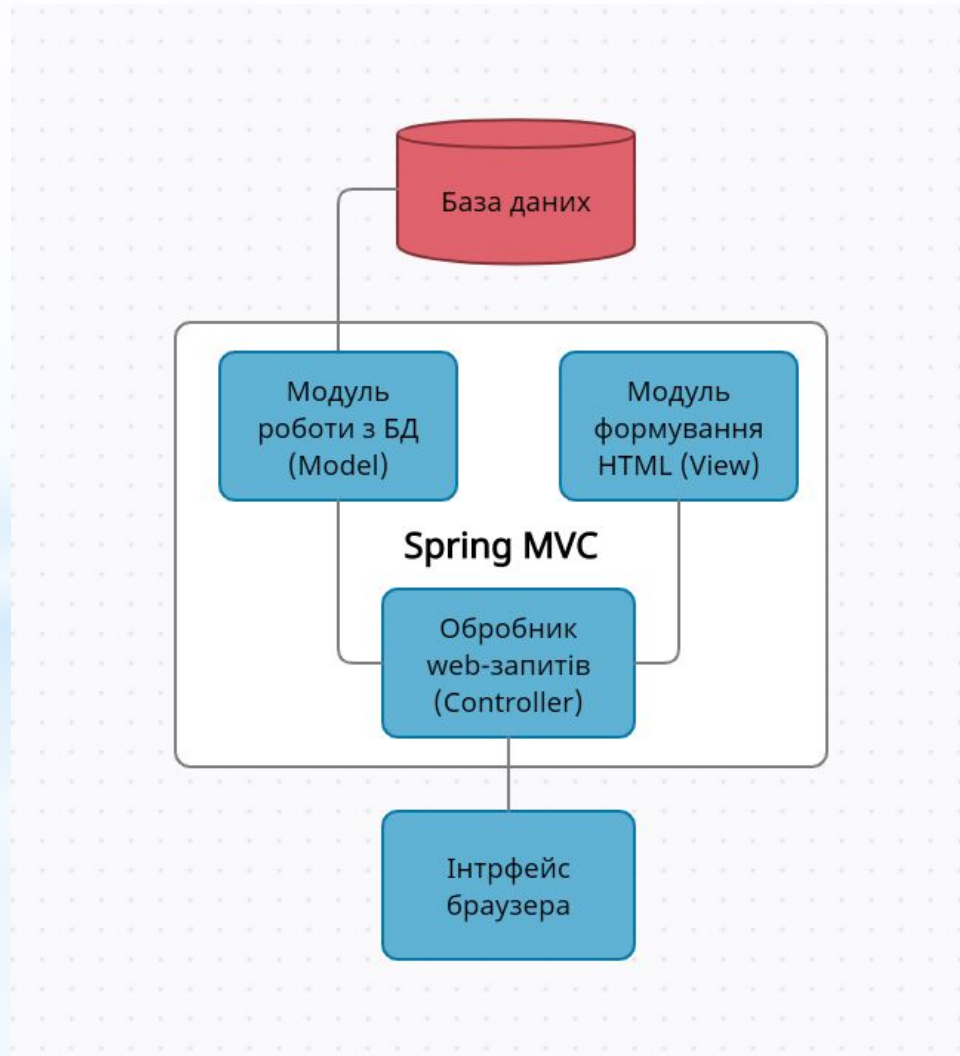 База даних
Модуль
роботи з БД
(Model)
Модуль
формування
HTML (View)
Spring MVC
Обробник
web-запитів
(Controller)
Інтрфейс
браузера